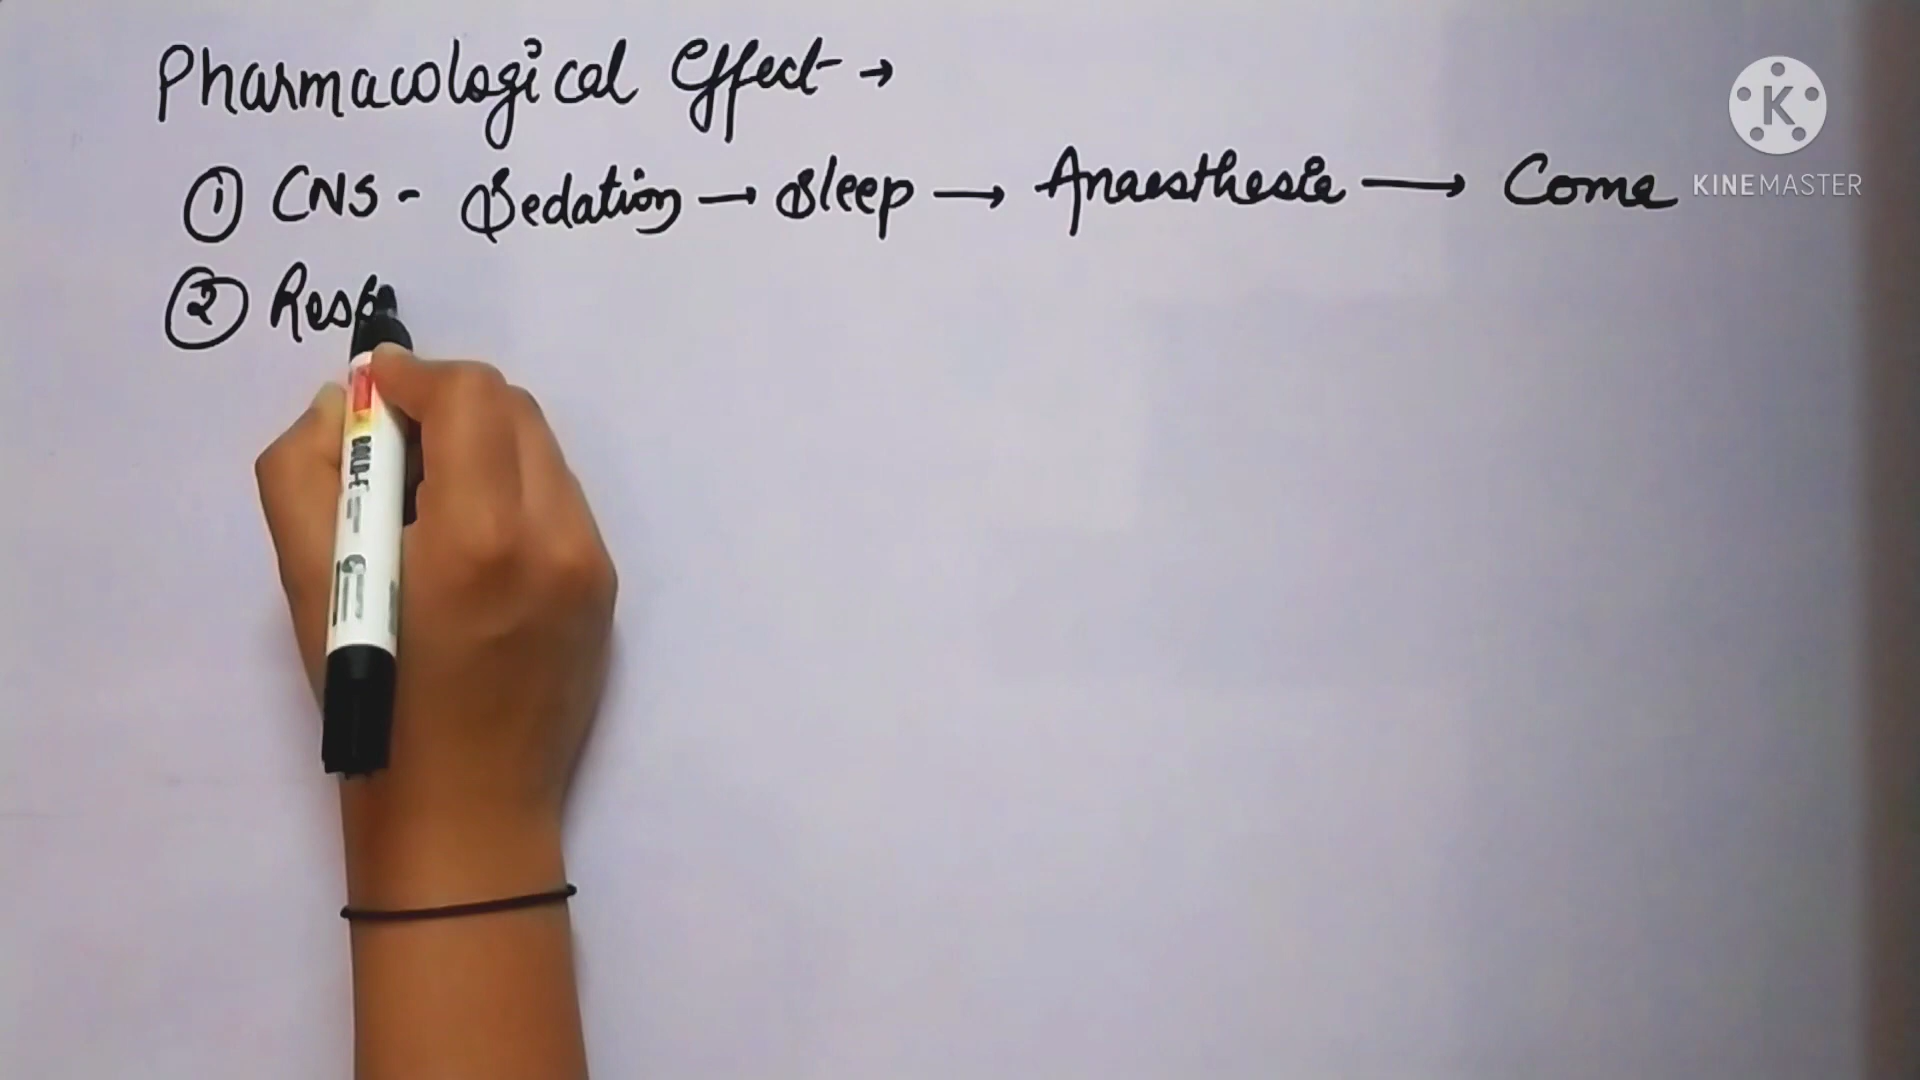 Pharmacological Effect →
① CNS - Sedation → Sleep → Anaesthesia → Coma
② Resp
K
KINEMASTER